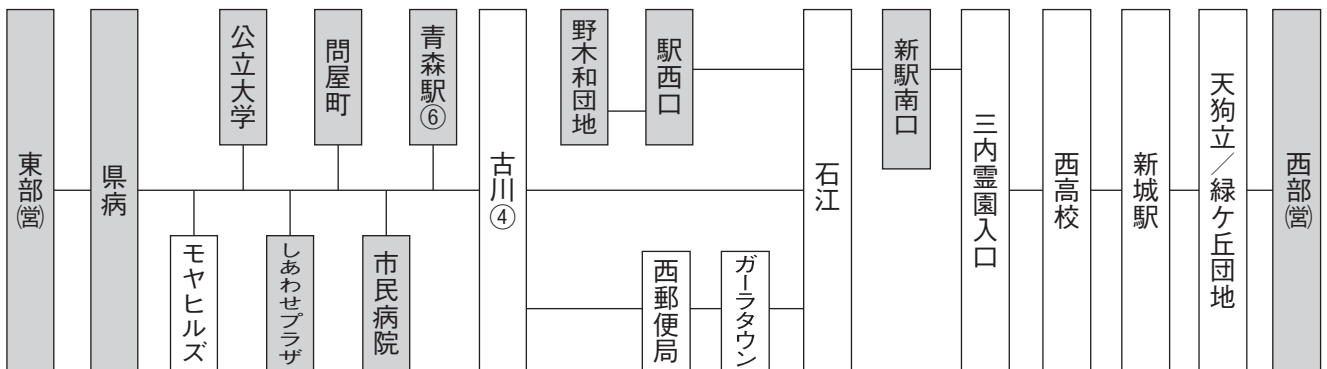 東部(営)
県病
公立大学
問屋町
青森駅⑥
モヤヒルズ
しあわせプラザ
市民病院
古川④
野木和団地
駅西口
西郵便局
ガーラタウン
石江
新駅南口
三内霊園入口
西高校
新城駅
天狗立/緑ケ丘団地
西部(営)